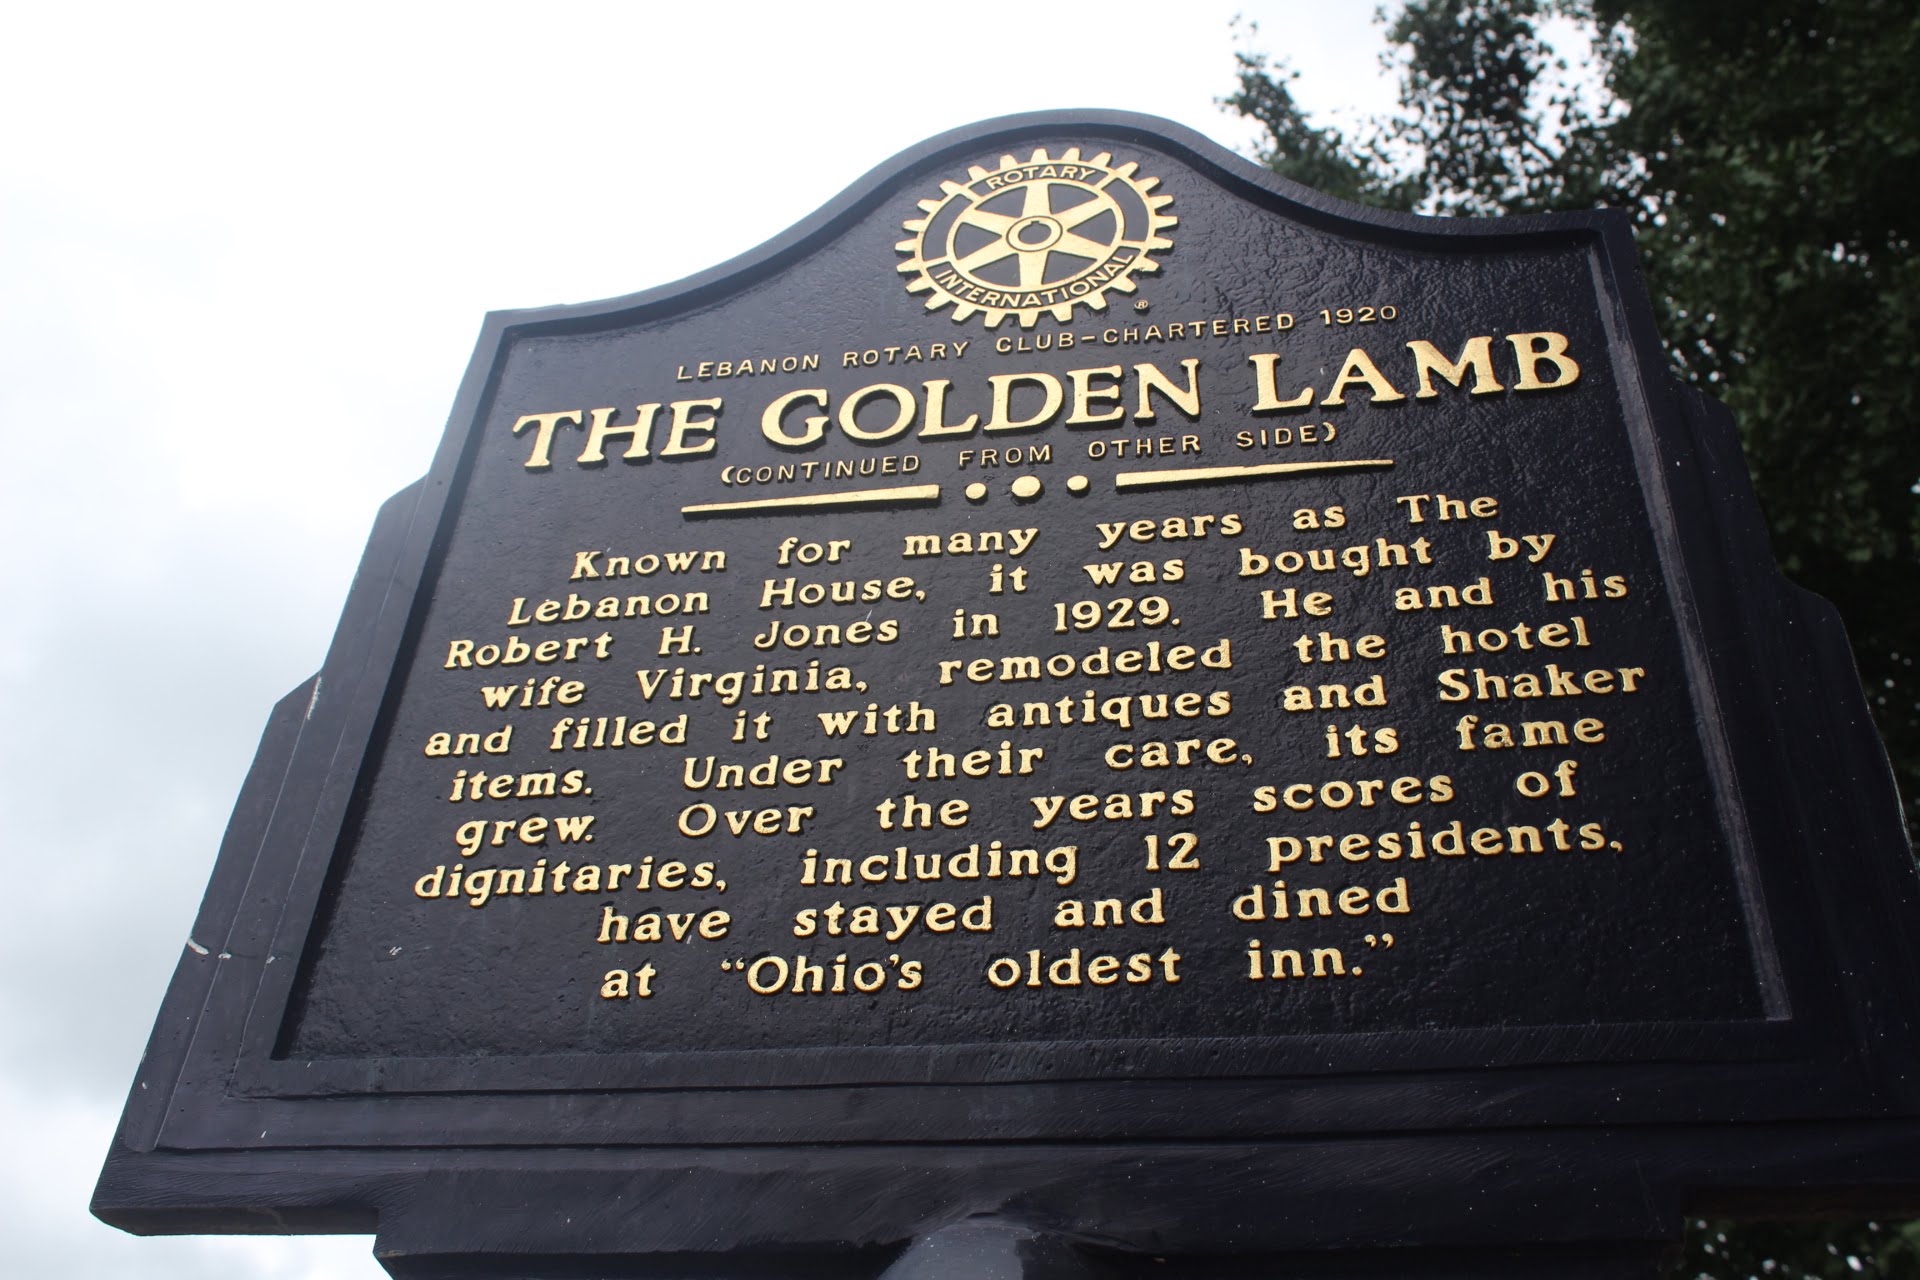 ROTARY
INTERNATIONAL
®
LEBANON ROTARY CLUB-CHARTERED 1920
THE GOLDEN LAMB
(CONTINUED FROM OTHER SIDE)
Known for many years as The
Lebanon House, it was bought by
Robert H. Jones in 1929. He and his
wife Virginia, remodeled the hotel
and filled it with antiques and Shaker
items. Under their care, its fame
grew. Over the years scores of
dignitaries, including 12 presidents,
have stayed and dined
at "Ohio's oldest inn."